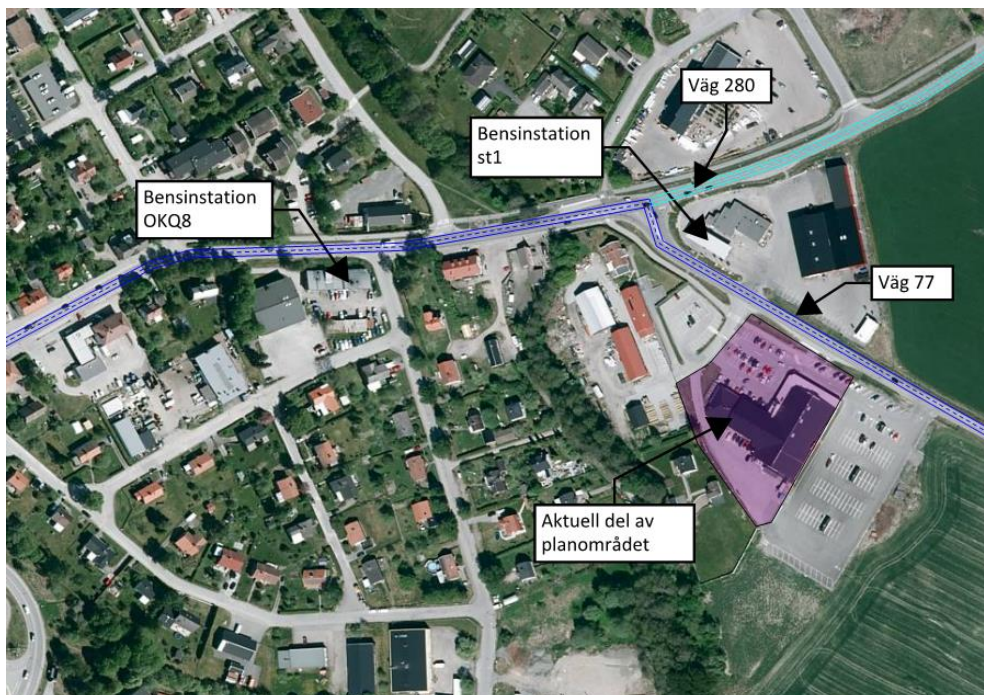 Väg 280
Bensinstation
st1
Bensinstation
OKQ8
Väg 77
Aktuell del av
planområdet